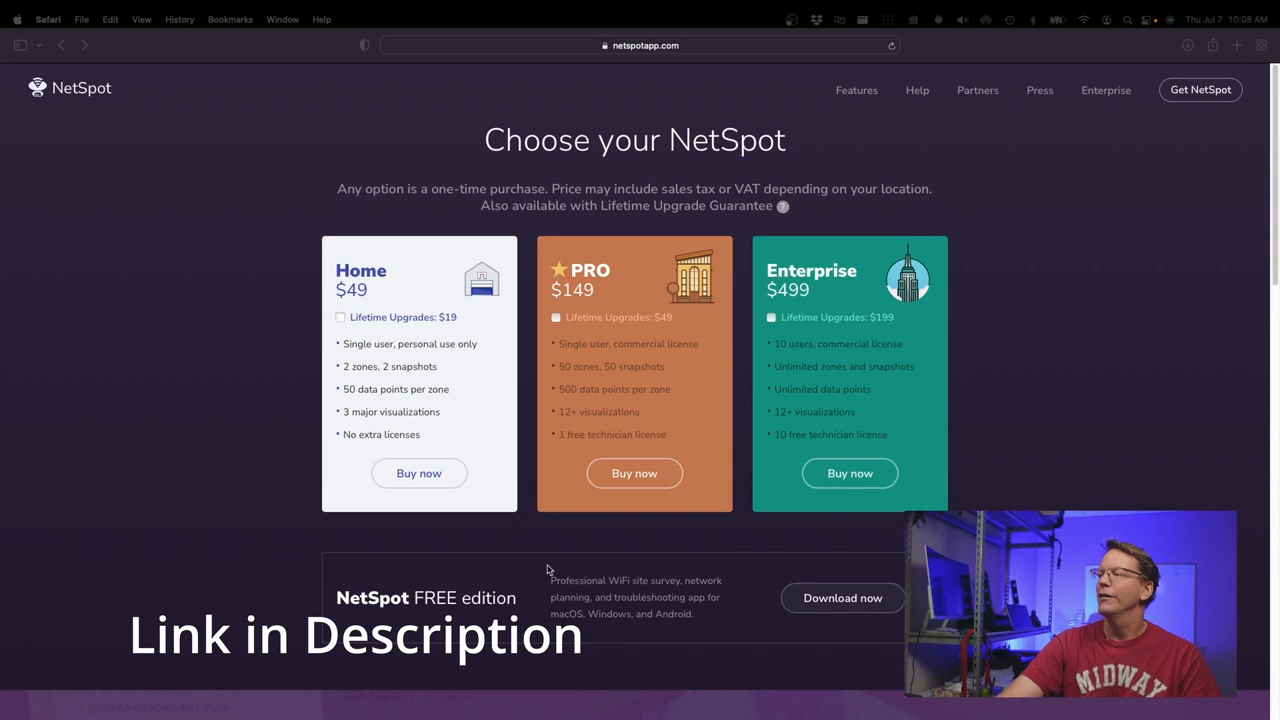 Safari File Edit View History Bookmarks Window Help Thu Jul 7 10:08 AM
netspotapp.com
NetSpot Features Help Partners Press Enterprise Get NetSpot
Choose your NetSpot
Any option is a one-time purchase. Price may include sales tax or VAT depending on your location.
Also available with Lifetime Upgrade Guarantee ?
Home
$49
Lifetime Upgrades: $19
• Single user, personal use only
• 2 zones, 2 snapshots
• 50 data points per zone
• 3 major visualizations
• No extra licenses
Buy now
PRO
$149
Lifetime Upgrades: $49
• Single user, commercial license
• 50 zones, 50 snapshots
• 500 data points per zone
• 12+ visualizations
• 1 free technician license
Buy now
Enterprise
$499
Lifetime Upgrades: $199
• 10 users, commercial license
• Unlimited zones and snapshots
• Unlimited data points
• 12+ visualizations
• 10 free technician license
Buy now
NetSpot FREE edition
Professional WiFi site survey, network
planning, and troubleshooting app for
macOS, Windows, and Android.
Download now
Link in Description
MIDWAY